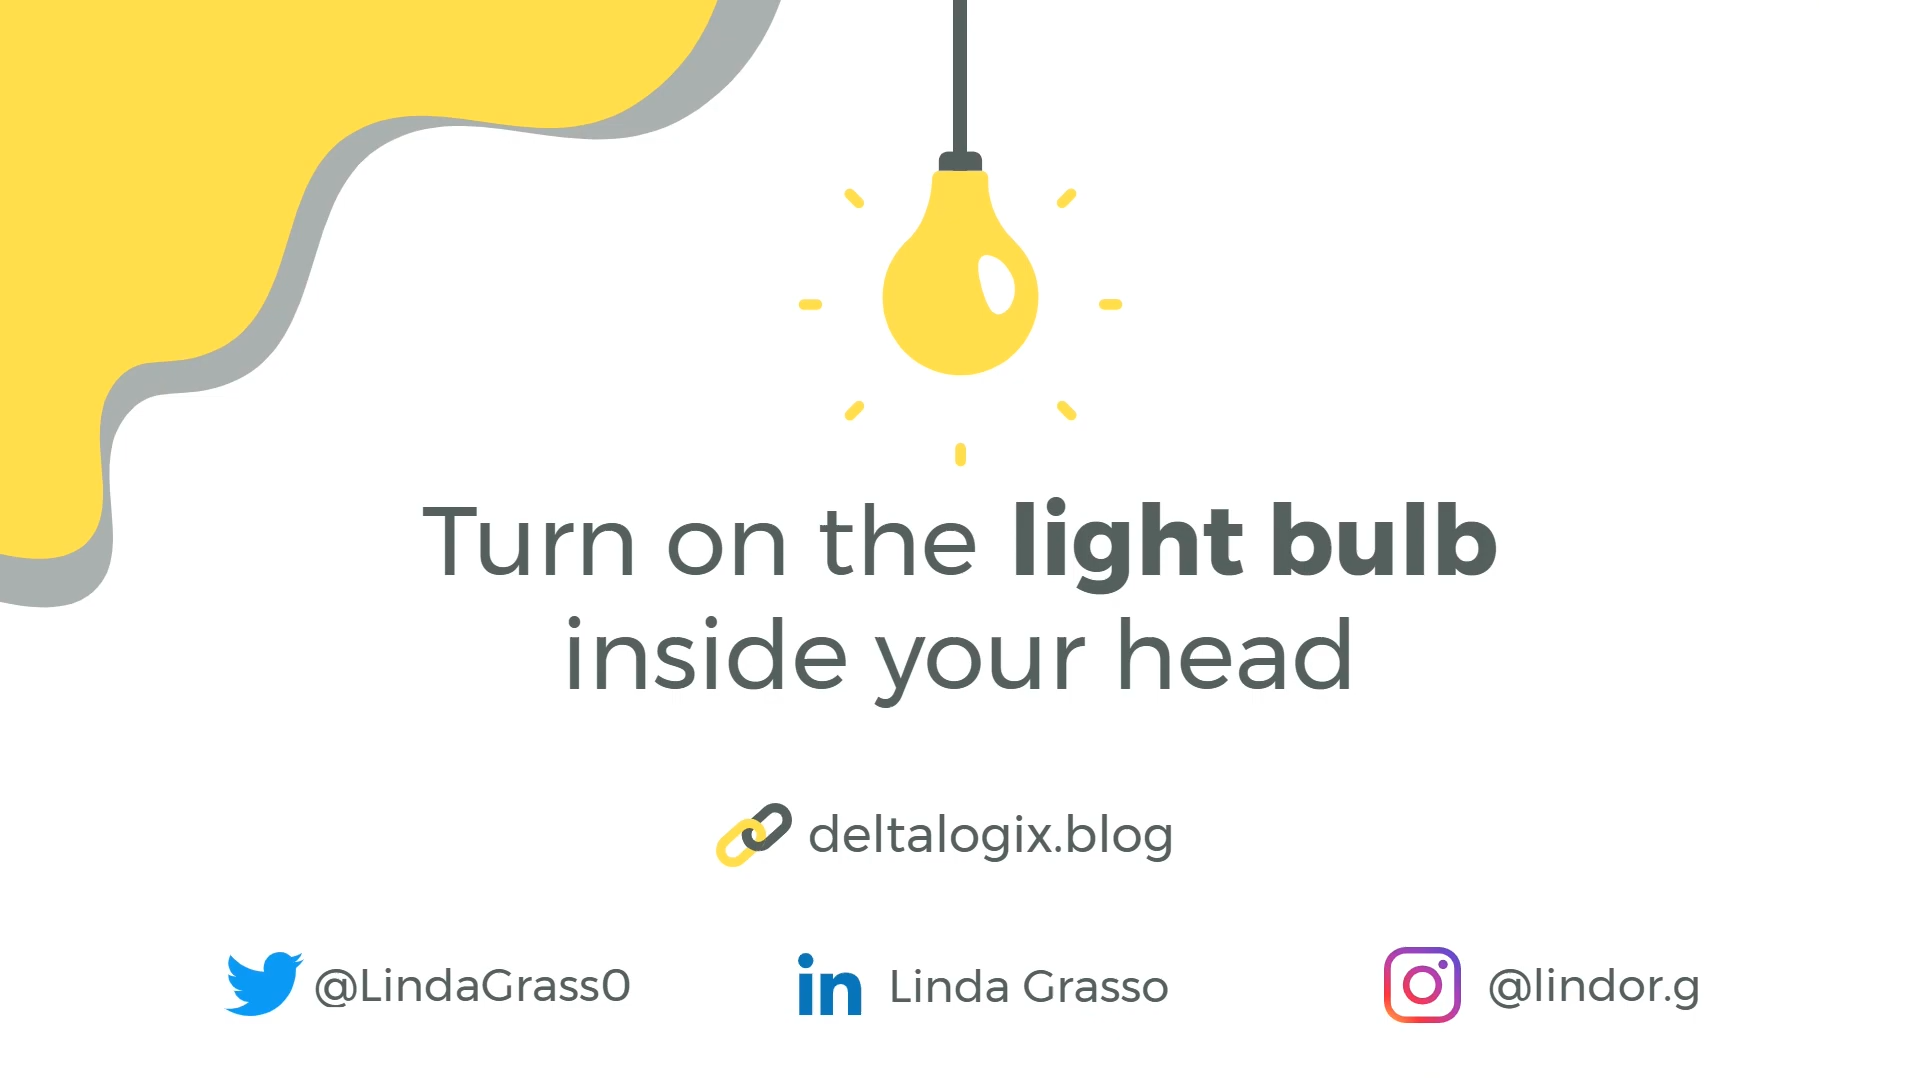 Turn on the light bulb
inside your head
deltalogix.blog
@LindaGrass0
in Linda Grasso
@lindor.g